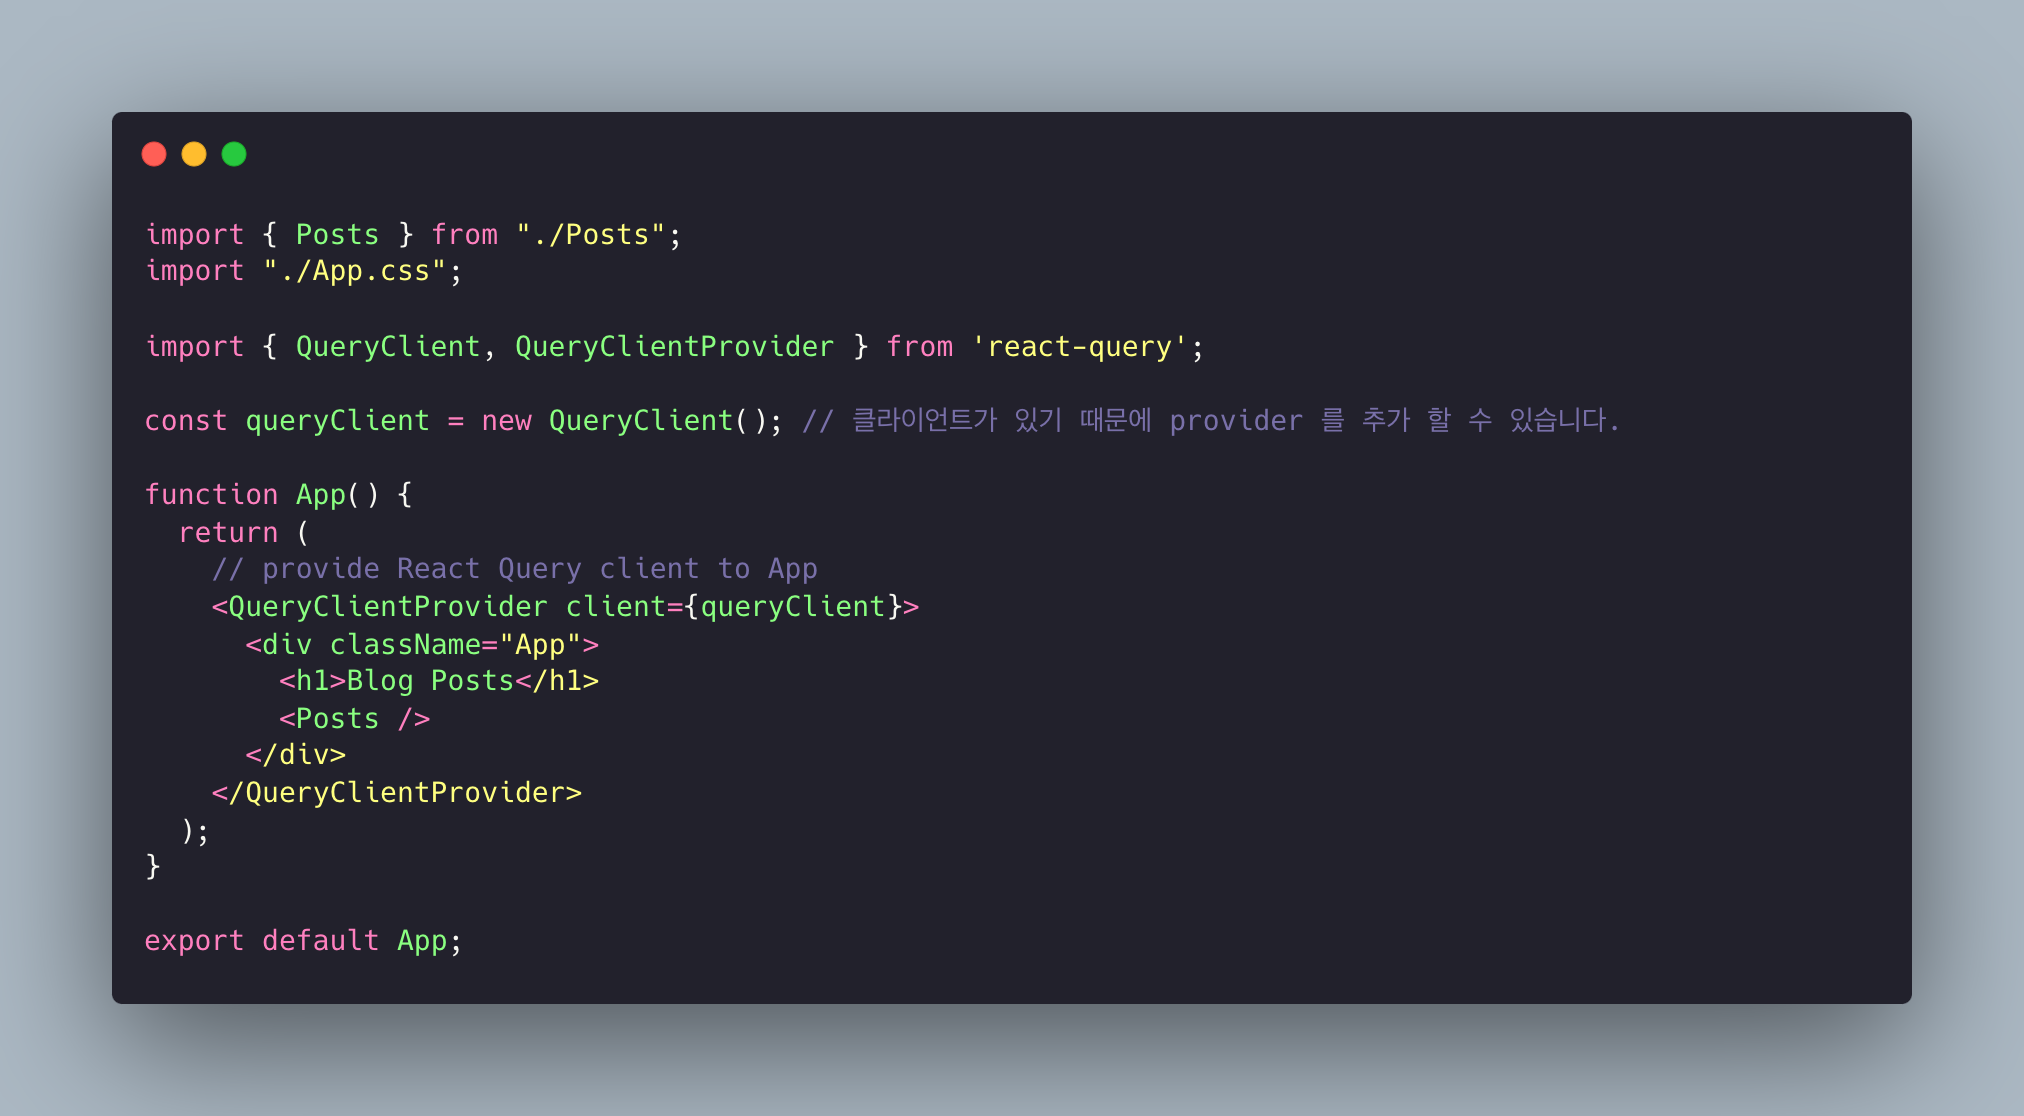 import { Posts } from "./Posts";
import "./App.css";
import { QueryClient, QueryClientProvider } from 'react-query';
const queryClient = new QueryClient(); // 클라이언트가 있기 때문에 provider 를 추가 할 수 있습니다.
function App() {
  return (
    // provide React Query client to App
    <QueryClientProvider client={queryClient}>
      <div className="App">
        <h1>Blog Posts</h1>
        <Posts />
      </div>
    </QueryClientProvider>
  );
}
export default App;